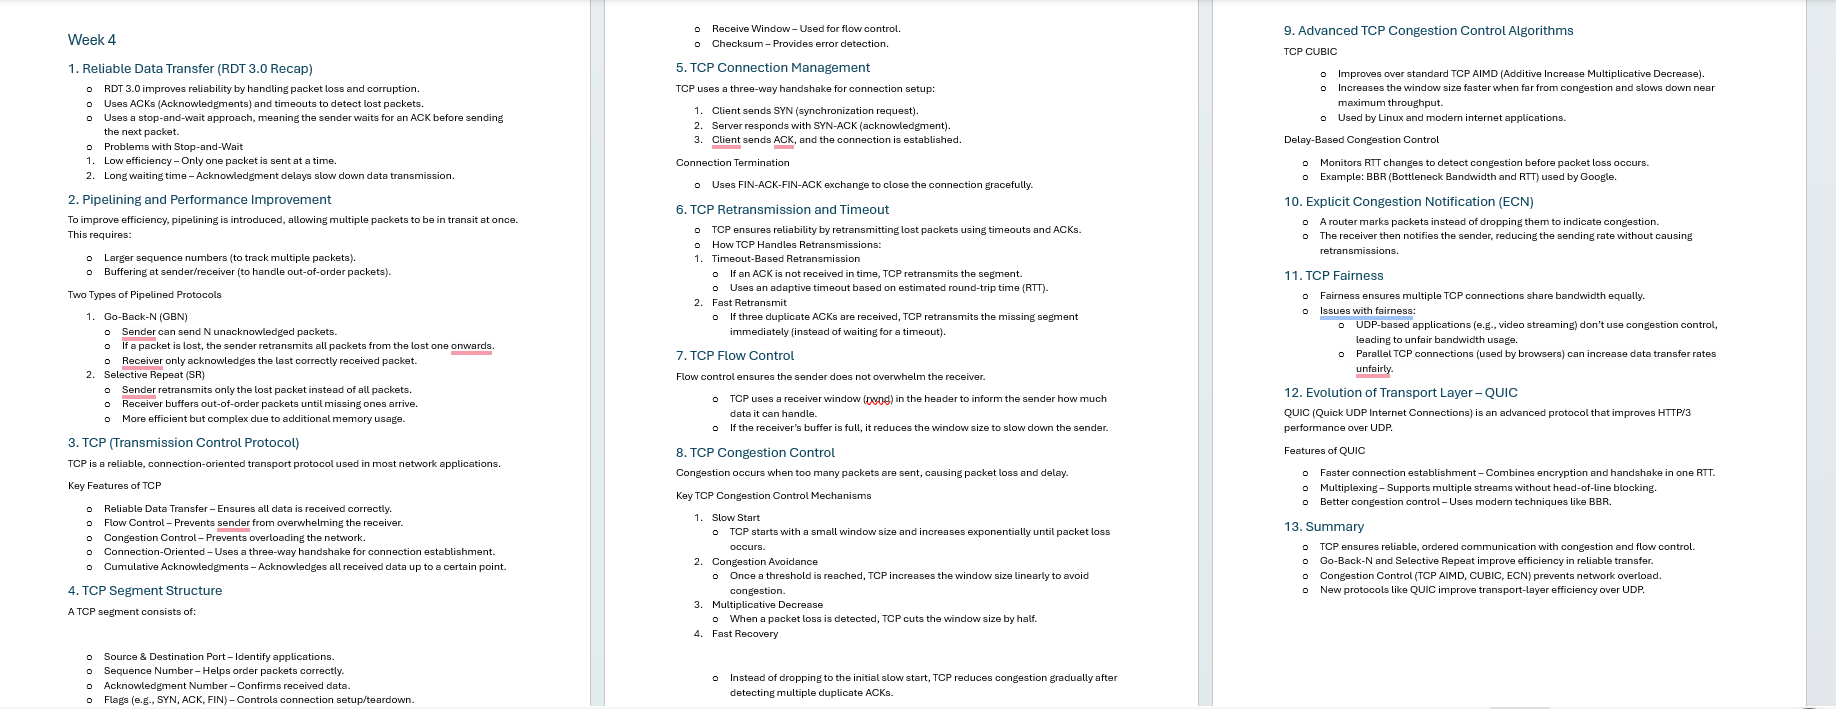 Week 4
1. Reliable Data Transfer (RDT 3.0 Recap)
o RDT 3.0 improves reliability by handling packet loss and corruption.
o Uses ACKs (Acknowledgments) and timeouts to detect lost packets.
o Uses a stop-and-wait approach, meaning the sender waits for an ACK before sending
the next packet.
o Problems with Stop-and-Wait
1. Low efficiency – Only one packet is sent at a time.
2. Long waiting time – Acknowledgment delays slow down data transmission.
2. Pipelining and Performance Improvement
To improve efficiency, pipelining is introduced, allowing multiple packets to be in transit at once.
This requires:
o Larger sequence numbers (to track multiple packets).
o Buffering at sender/receiver (to handle out-of-order packets).
Two Types of Pipelined Protocols
1. Go-Back-N (GBN)
o Sender can send N unacknowledged packets.
o If a packet is lost, the sender retransmits all packets from the lost one onwards.
o Receiver only acknowledges the last correctly received packet.
2. Selective Repeat (SR)
o Sender retransmits only the lost packet instead of all packets.
o Receiver buffers out-of-order packets until missing ones arrive.
o More efficient but complex due to additional memory usage.
3. TCP (Transmission Control Protocol)
TCP is a reliable, connection-oriented transport protocol used in most network applications.
Key Features of TCP
o Reliable Data Transfer – Ensures all data is received correctly.
o Flow Control – Prevents sender from overwhelming the receiver.
o Congestion Control – Prevents overloading the network.
o Connection-Oriented – Uses a three-way handshake for connection establishment.
o Cumulative Acknowledgments – Acknowledges all received data up to a certain point.
4. TCP Segment Structure
A TCP segment consists of:
o Source & Destination Port – Identify applications.
o Sequence Number – Helps order packets correctly.
o Acknowledgment Number – Confirms received data.
o Flags (e.g., SYN, ACK, FIN) – Controls connection setup/teardown.
o Receive Window – Used for flow control.
o Checksum – Provides error detection.
5. TCP Connection Management
TCP uses a three-way handshake for connection setup:
1. Client sends SYN (synchronization request).
2. Server responds with SYN-ACK (acknowledgment).
3. Client sends ACK, and the connection is established.
Connection Termination
o Uses FIN-ACK-FIN-ACK exchange to close the connection gracefully.
6. TCP Retransmission and Timeout
o TCP ensures reliability by retransmitting lost packets using timeouts and ACKs.
o How TCP Handles Retransmissions:
1. Timeout-Based Retransmission
o If an ACK is not received in time, TCP retransmits the segment.
o Uses an adaptive timeout based on estimated round-trip time (RTT).
2. Fast Retransmit
o If three duplicate ACKs are received, TCP retransmits the missing segment
immediately (instead of waiting for a timeout).
7. TCP Flow Control
Flow control ensures the sender does not overwhelm the receiver.
o TCP uses a receiver window (rwnd) in the header to inform the sender how much
data it can handle.
o If the receiver’s buffer is full, it reduces the window size to slow down the sender.
8. TCP Congestion Control
Congestion occurs when too many packets are sent, causing packet loss and delay.
Key TCP Congestion Control Mechanisms
1. Slow Start
o TCP starts with a small window size and increases exponentially until packet loss
occurs.
2. Congestion Avoidance
o Once a threshold is reached, TCP increases the window size linearly to avoid
congestion.
3. Multiplicative Decrease
o When a packet loss is detected, TCP cuts the window size by half.
4. Fast Recovery
o Instead of dropping to the initial slow start, TCP reduces congestion gradually after
detecting multiple duplicate ACKs.
9. Advanced TCP Congestion Control Algorithms
TCP CUBIC
o Improves over standard TCP AIMD (Additive Increase Multiplicative Decrease).
o Increases the window size faster when far from congestion and slows down near
maximum throughput.
o Used by Linux and modern internet applications.
Delay-Based Congestion Control
o Monitors RTT changes to detect congestion before packet loss occurs.
o Example: BBR (Bottleneck Bandwidth and RTT) used by Google.
10. Explicit Congestion Notification (ECN)
o A router marks packets instead of dropping them to indicate congestion.
o The receiver then notifies the sender, reducing the sending rate without causing
retransmissions.
11. TCP Fairness
o Fairness ensures multiple TCP connections share bandwidth equally.
o Issues with fairness:
o UDP-based applications (e.g., video streaming) don’t use congestion control,
leading to unfair bandwidth usage.
o Parallel TCP connections (used by browsers) can increase data transfer rates
unfairly.
12. Evolution of Transport Layer – QUIC
QUIC (Quick UDP Internet Connections) is an advanced protocol that improves HTTP/3
performance over UDP.
Features of QUIC
o Faster connection establishment – Combines encryption and handshake in one RTT.
o Multiplexing – Supports multiple streams without head-of-line blocking.
o Better congestion control – Uses modern techniques like BBR.
13. Summary
o TCP ensures reliable, ordered communication with congestion and flow control.
o Go-Back-N and Selective Repeat improve efficiency in reliable transfer.
o Congestion Control (TCP AIMD, CUBIC, ECN) prevents network overload.
o New protocols like QUIC improve transport-layer efficiency over UDP.